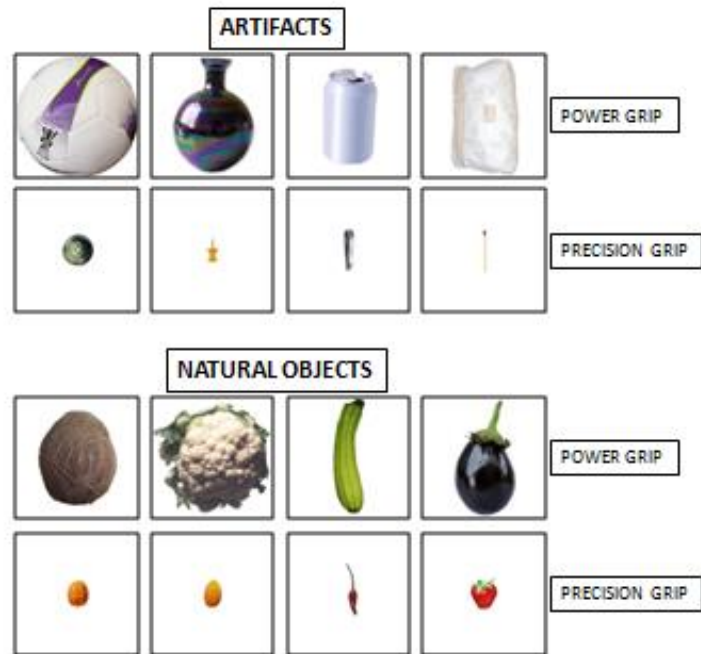 ARTIFACTS
POWER GRIP
PRECISION GRIP
NATURAL OBJECTS
POWER GRIP
PRECISION GRIP